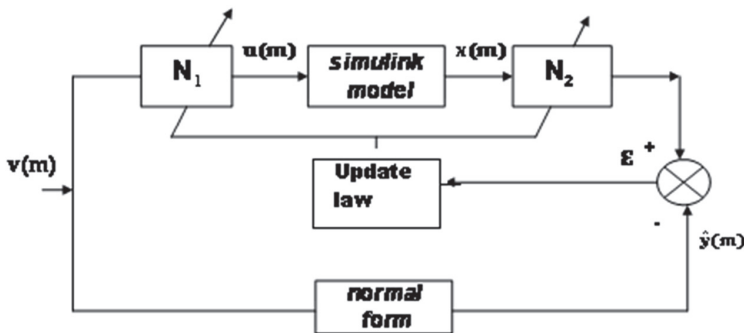 N1 u(m) simulink model x(m) N2
v(m)
Update law
ε +
-
ŷ(m)
normal form